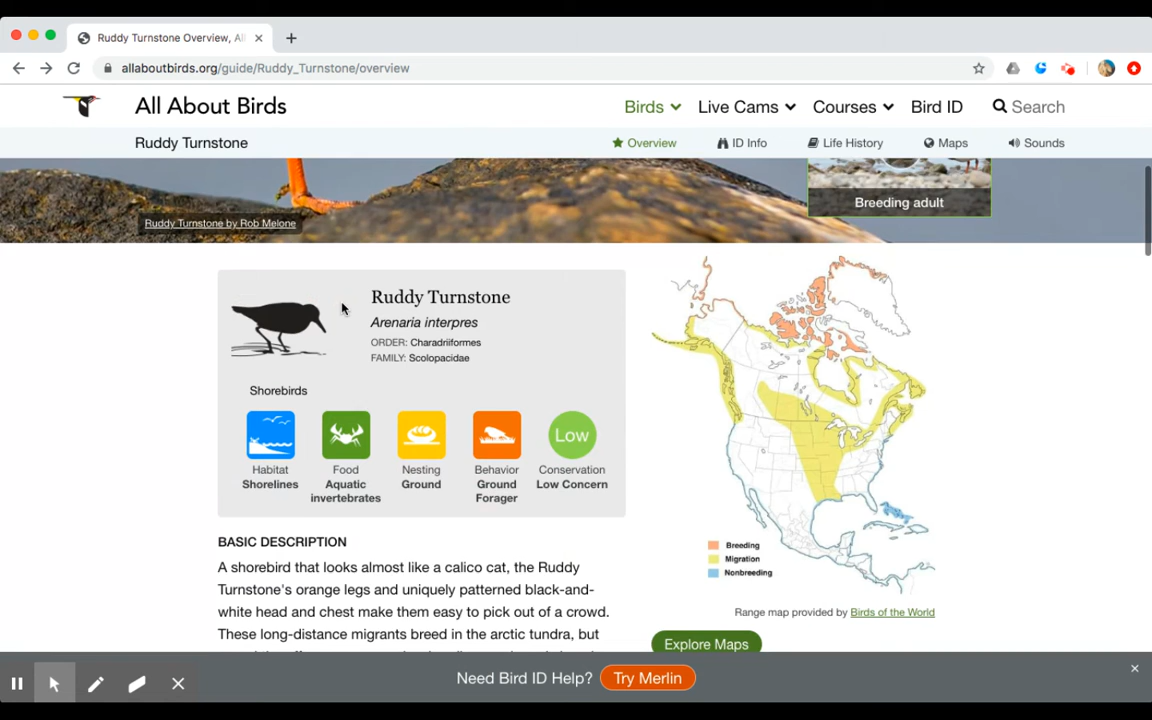 Ruddy Turnstone Overview, Al
allaboutbirds.org/guide/Ruddy_Turnstone/overview
All About Birds
Birds
Live Cams
Courses
Bird ID
Search
Ruddy Turnstone
Overview
ID Info
Life History
Maps
Sounds
Ruddy Turnstone by Rob Melone
Breeding adult
Ruddy Turnstone
Arenaria interpres
ORDER: Charadriiformes
FAMILY: Scolopacidae
Shorebirds
Low
Habitat
Shorelines
Food
Aquatic
invertebrates
Nesting
Ground
Behavior
Ground
Forager
Conservation
Low Concern
Breeding
Migration
Nonbreeding
Range map provided by Birds of the World
Explore Maps
BASIC DESCRIPTION
A shorebird that looks almost like a calico cat, the Ruddy
Turnstone's orange legs and uniquely patterned black-and-
white head and chest make them easy to pick out of a crowd.
These long-distance migrants breed in the arctic tundra, but
Need Bird ID Help?
Try Merlin